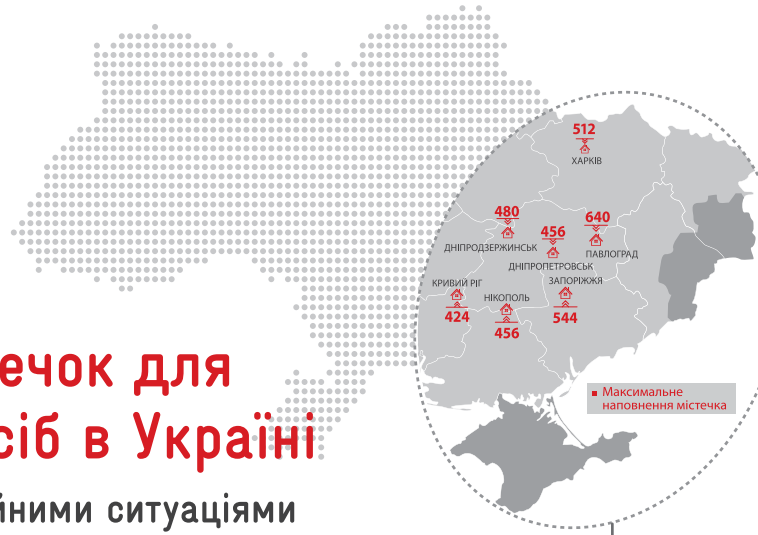 512
ХАРКІВ
480
ДНІПРОДЗЕРЖИНСЬК
456
ДНІПРОПЕТРОВСЬК
640
ПАВЛОГРАД
КРИВИЙ РІГ
424
НІКОПОЛЬ
456
ЗАПОРІЖЖЯ
544
Максимальне
наповнення містечка
ечок для
сіб в Україні
йними ситуаціями